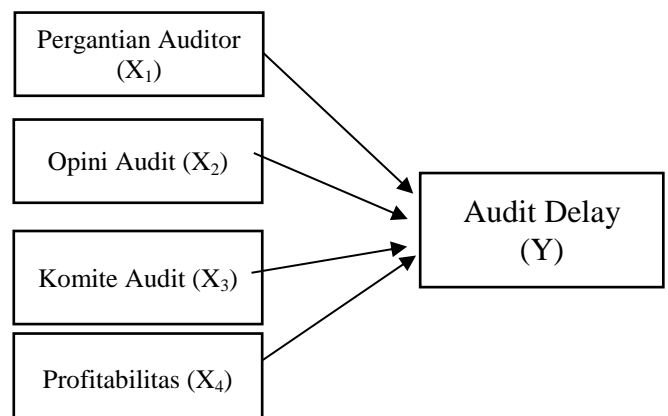 Pergantian Auditor
(X₁)
Opini Audit (X₂)
Audit Delay
(Y)
Komite Audit (X₃)
Profitabilitas (X₄)